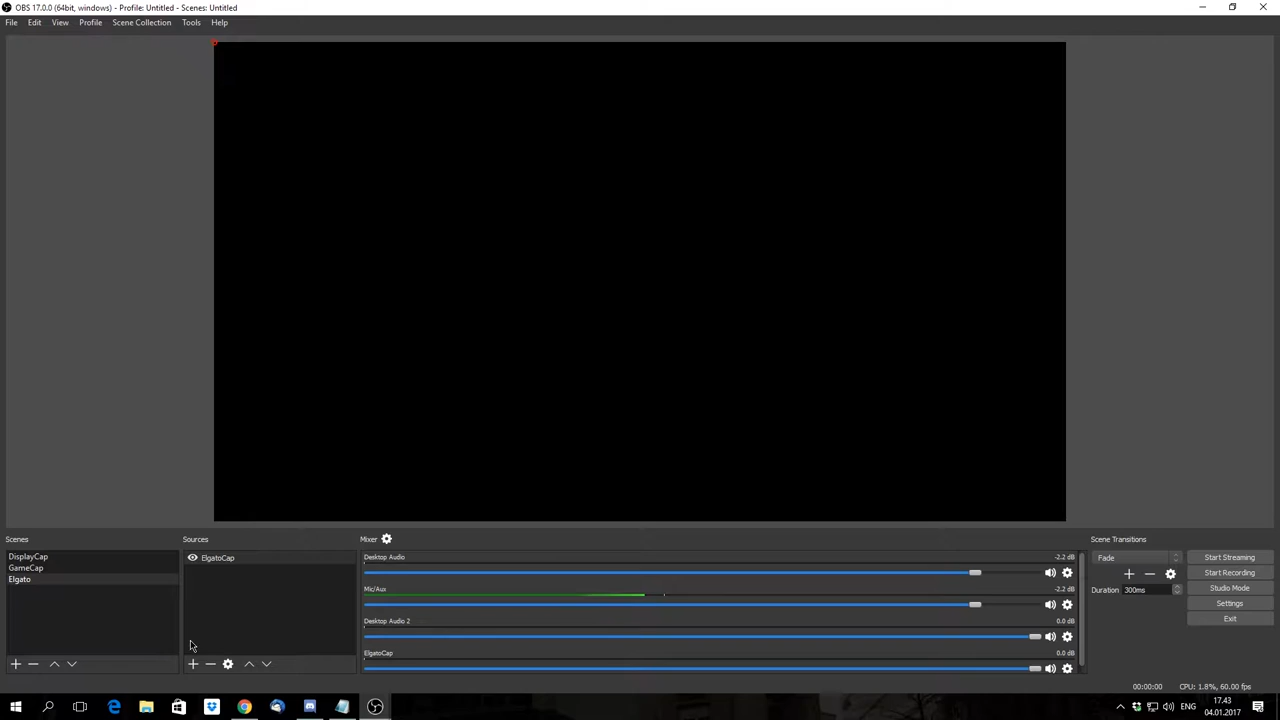 OBS 17.0.0 (64bit, windows) - Profile: Untitled - Scenes: Untitled
File Edit View Profile Scene Collection Tools Help
Scenes
DisplayCap
GameCap
Elgato
Sources
ElgatoCap
Mixer
Desktop Audio -2.2 dB
Mic/Aux -2.2 dB
Desktop Audio 2 0.0 dB
ElgatoCap 0.0 dB
Scene Transitions
Fade
Duration 300ms
Start Streaming
Start Recording
Studio Mode
Settings
Exit
00:00:00 CPU: 1.8%, 60.00 fps
ENG
17.43
04.01.2017